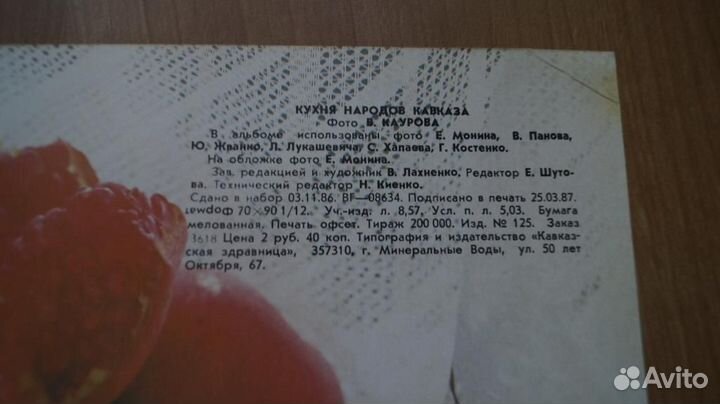 КУХНЯ НАРОДОВ КАВКАЗА
Фото В. КАУРОВА
В альбоме использованы фото Е. Монина, В. Панова,
Ю. Жванко, Л. Лукашевича, С. Хапаева, Г. Костенко.
На обложке фото Е. Монина.
Зав. редакцией и художник В. Лахненко. Редактор Е. Шуто-
ва. Технический редактор Н. Киенко.
Сдано в набор 03.11.86. ВГ—08634. Подписано в печать 25.03.87.
70×90 1/12. Уч.-изд. л. 8,57, Усл. п. л. 5,03. Бумага
мелованная. Печать офсет. Тираж 200 000. Изд. № 125. Заказ
3618 Цена 2 руб. 40 коп. Типография и издательство «Кавказ-
ская здравница», 357310, г. Минеральные Воды, ул. 50 лет
Октября, 67.
Avito